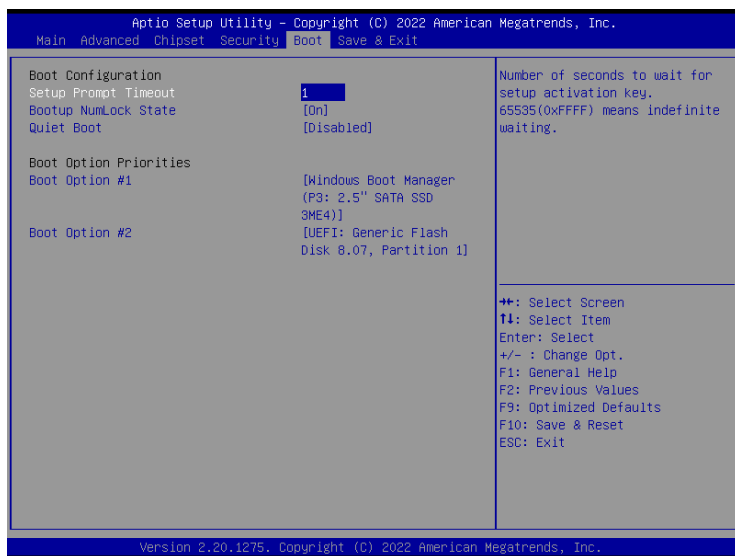 Aptio Setup Utility – Copyright (C) 2022 American Megatrends, Inc.
Main Advanced Chipset Security Boot Save & Exit
Boot Configuration
Setup Prompt Timeout 1
Bootup NumLock State [On]
Quiet Boot [Disabled]
Boot Option Priorities
Boot Option #1 [Windows Boot Manager
(P3: 2.5" SATA SSD
3ME4)]
Boot Option #2 [UEFI: Generic Flash
Disk 8.07, Partition 1]
Number of seconds to wait for
setup activation key.
65535(0xFFFF) means indefinite
waiting.
→←: Select Screen
↑↓: Select Item
Enter: Select
+/- : Change Opt.
F1: General Help
F2: Previous Values
F9: Optimized Defaults
F10: Save & Reset
ESC: Exit
Version 2.20.1275. Copyright (C) 2022 American Megatrends, Inc.